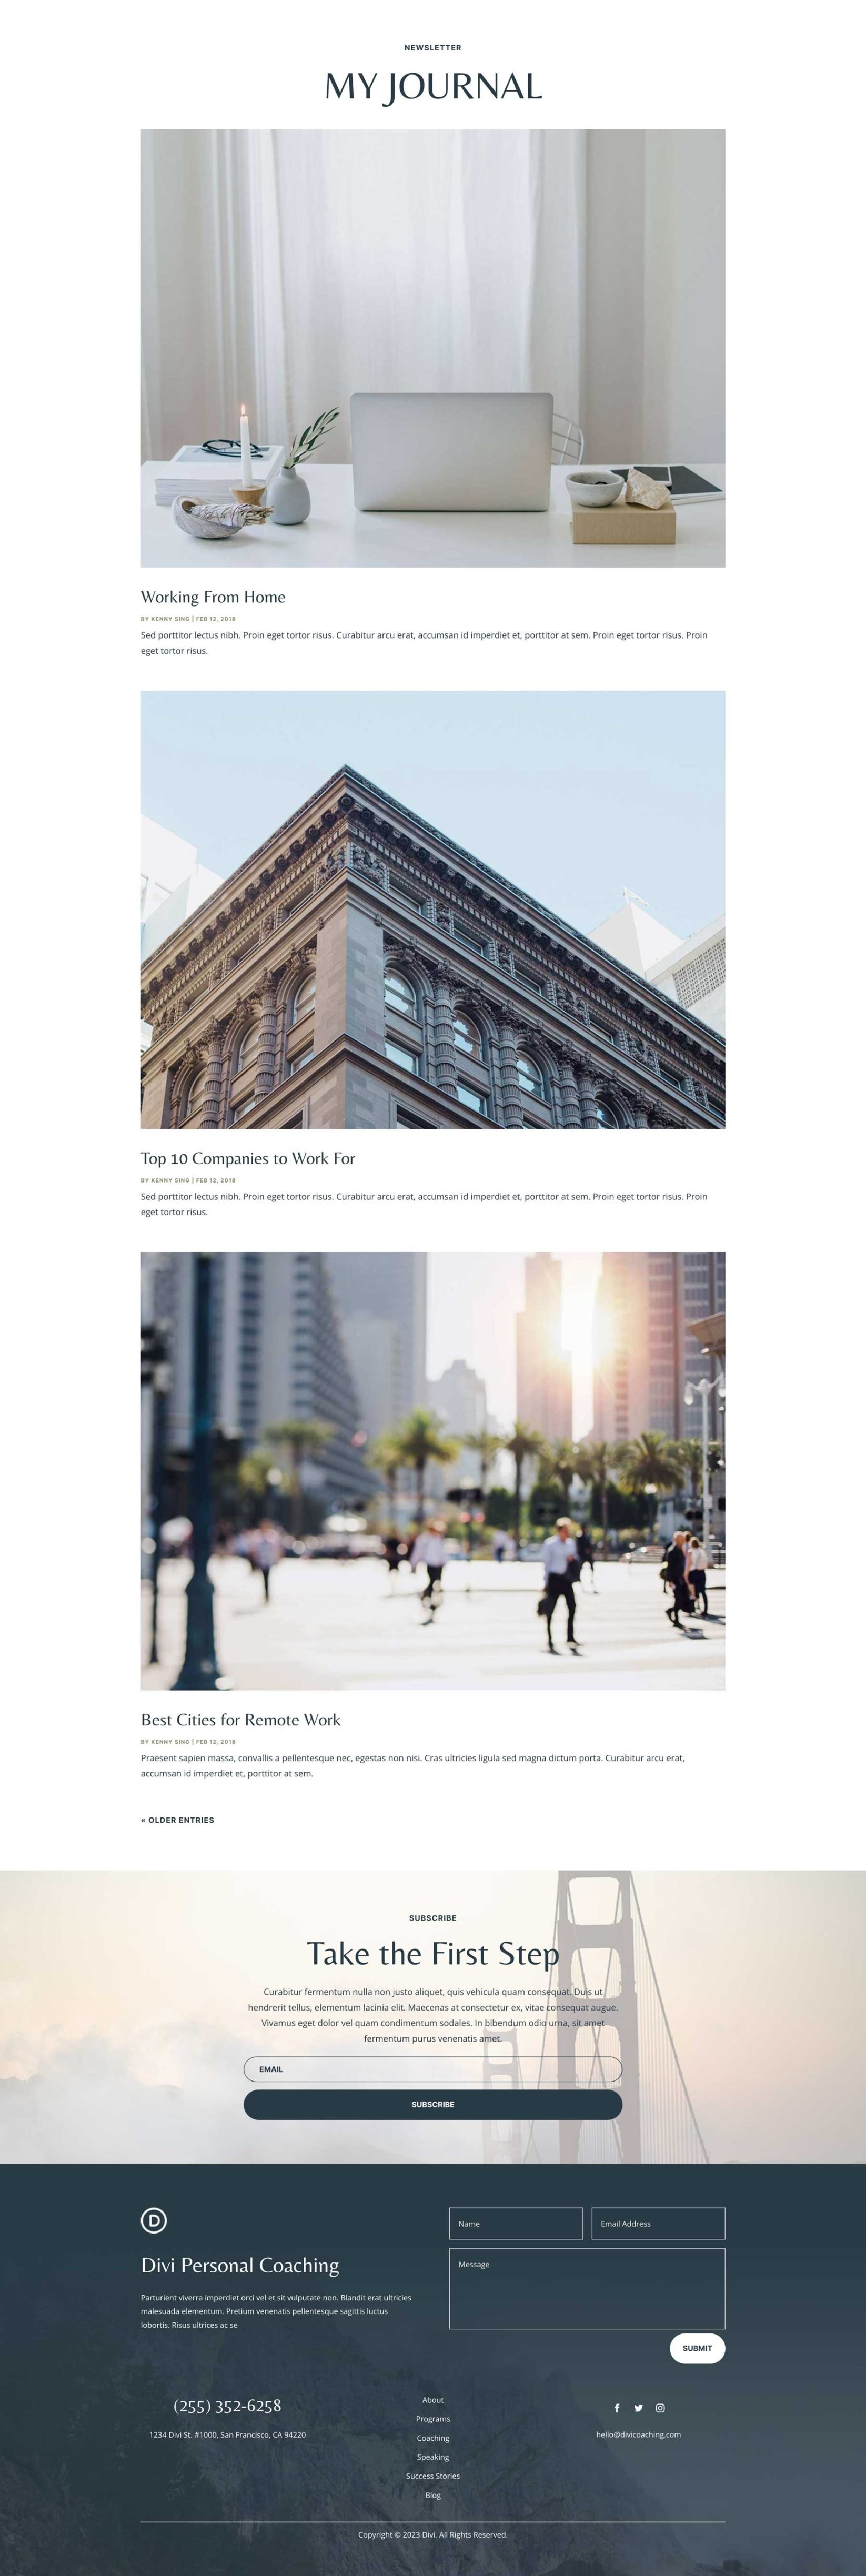 NEWSLETTER
MY JOURNAL
Working From Home
BY KENNY SING | FEB 12, 2018
Sed porttitor lectus nibh. Proin eget tortor risus. Curabitur arcu erat, accumsan id imperdiet et, porttitor at sem. Proin eget tortor risus. Proin
eget tortor risus.
Top 10 Companies to Work For
BY KENNY SING | FEB 12, 2018
Sed porttitor lectus nibh. Proin eget tortor risus. Curabitur arcu erat, accumsan id imperdiet et, porttitor at sem. Proin eget tortor risus. Proin
eget tortor risus.
Best Cities for Remote Work
BY KENNY SING | FEB 12, 2018
Praesent sapien massa, convallis a pellentesque nec, egestas non nisi. Cras ultricies ligula sed magna dictum porta. Curabitur arcu erat,
accumsan id imperdiet et, porttitor at sem.
« OLDER ENTRIES
SUBSCRIBE
Take the First Step
Curabitur fermentum nulla non justo aliquet, quis vehicula quam consequat. Duis ut
hendrerit tellus, elementum lacinia elit. Maecenas at consectetur ex, vitae consequat augue.
Vivamus eget dolor vel quam condimentum sodales. In bibendum odio urna, sit amet
fermentum purus venenatis amet.
EMAIL
SUBSCRIBE
D
Divi Personal Coaching
Parturient viverra imperdiet orci vel et sit vulputate non. Blandit erat ultricies
malesuada elementum. Pretium venenatis pellentesque sagittis luctus
lobortis. Risus ultrices ac se
Name
Email Address
Message
SUBMIT
(255) 352-6258
1234 Divi St. #1000, San Francisco, CA 94220
About
Programs
Coaching
Speaking
Success Stories
Blog
hello@divicoaching.com
Copyright © 2023 Divi. All Rights Reserved.